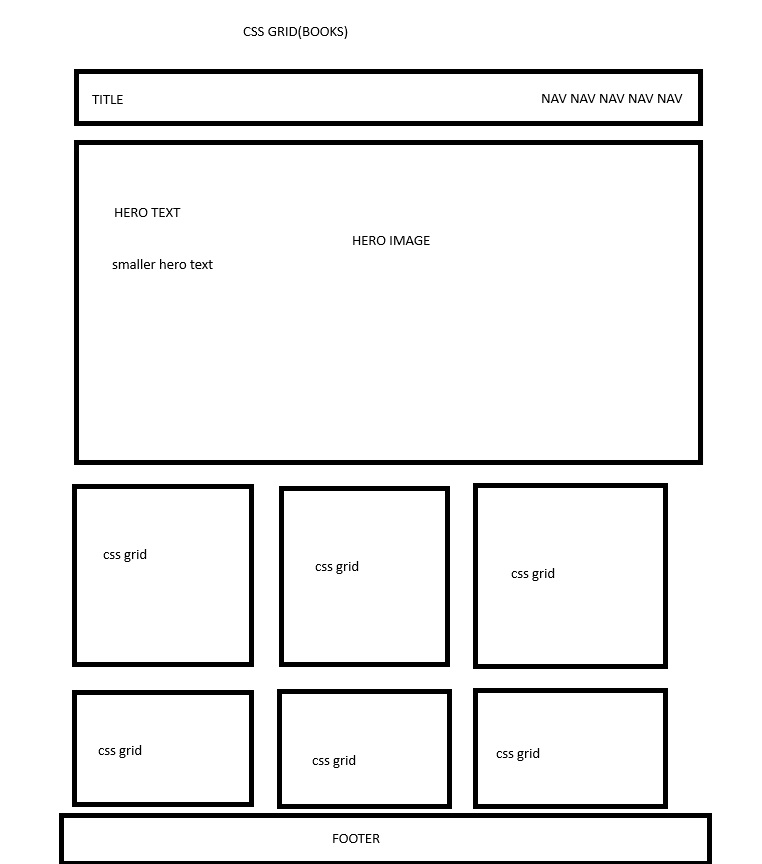 CSS GRID(BOOKS)
TITLE
NAV NAV NAV NAV NAV
HERO TEXT
HERO IMAGE
smaller hero text
css grid
css grid
css grid
css grid
css grid
css grid
FOOTER